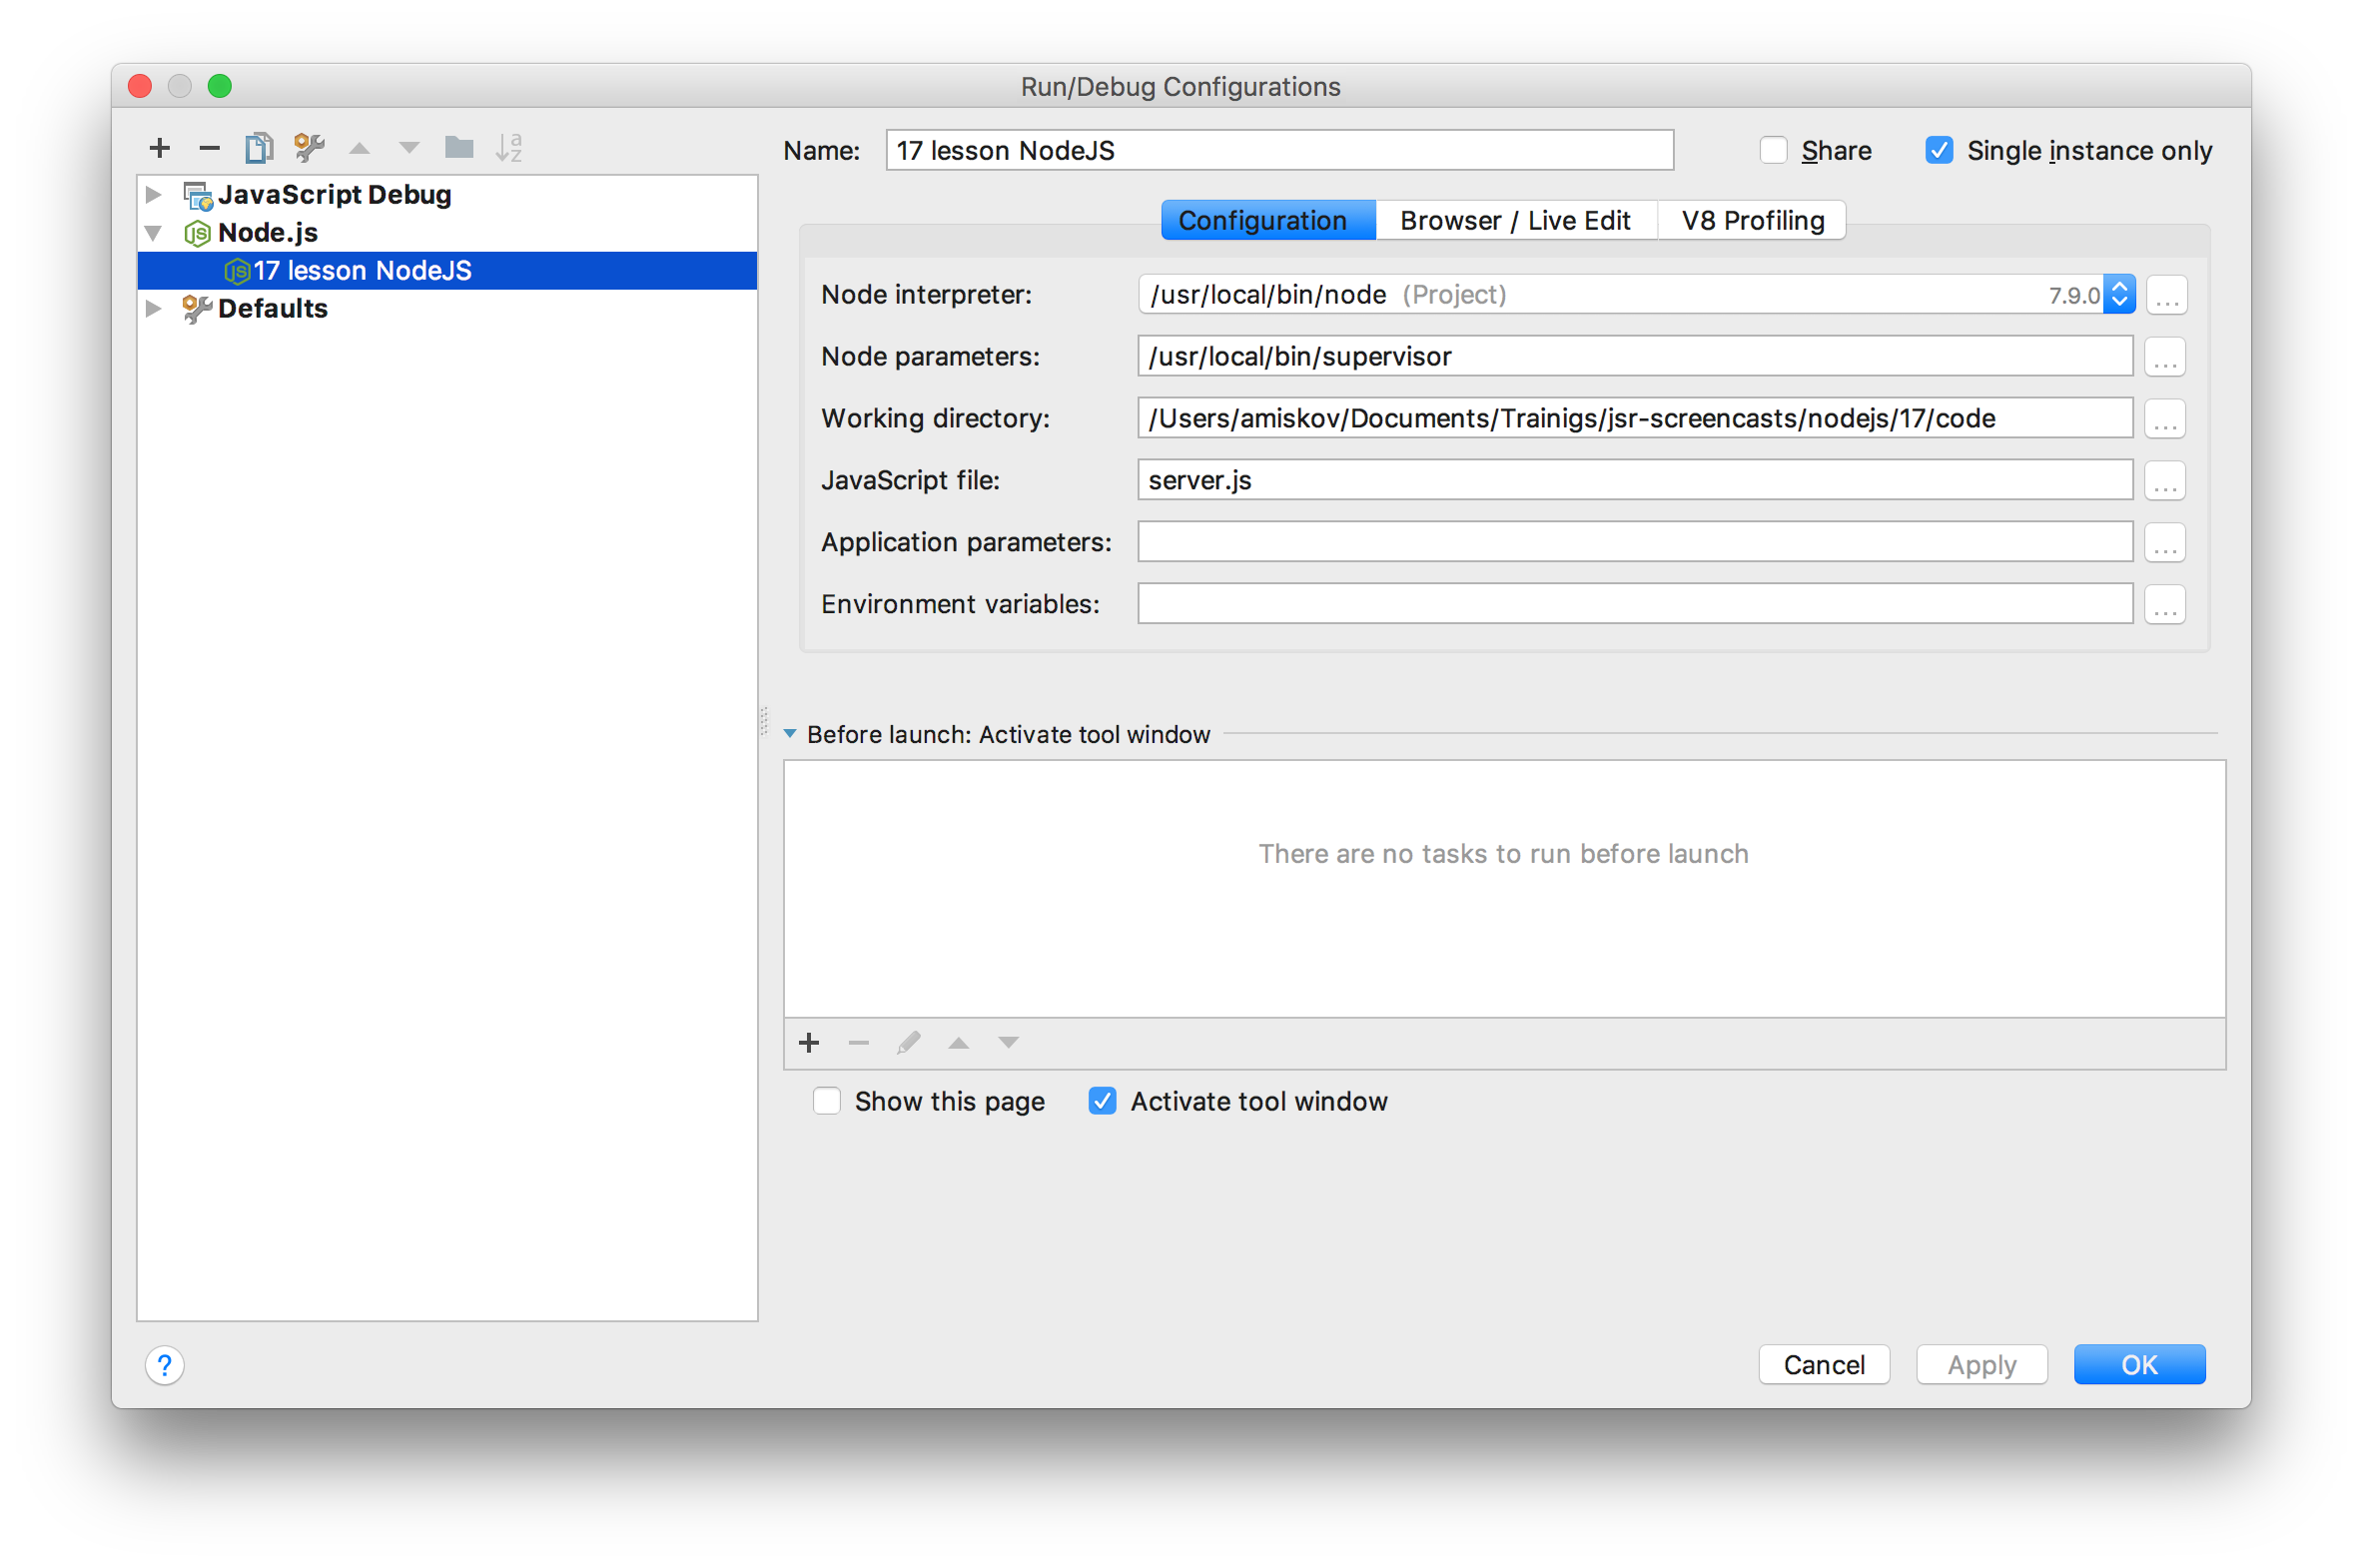 Run/Debug Configurations
Name: 17 lesson NodeJS Share Single instance only
JavaScript Debug
Node.js
17 lesson NodeJS
Defaults
Configuration Browser / Live Edit V8 Profiling
Node interpreter: /usr/local/bin/node (Project) 7.9.0 ...
Node parameters: /usr/local/bin/supervisor ...
Working directory: /Users/amiskov/Documents/Trainigs/jsr-screencasts/nodejs/17/code ...
JavaScript file: server.js ...
Application parameters: ...
Environment variables: ...
Before launch: Activate tool window
There are no tasks to run before launch
Show this page Activate tool window
? Cancel Apply OK